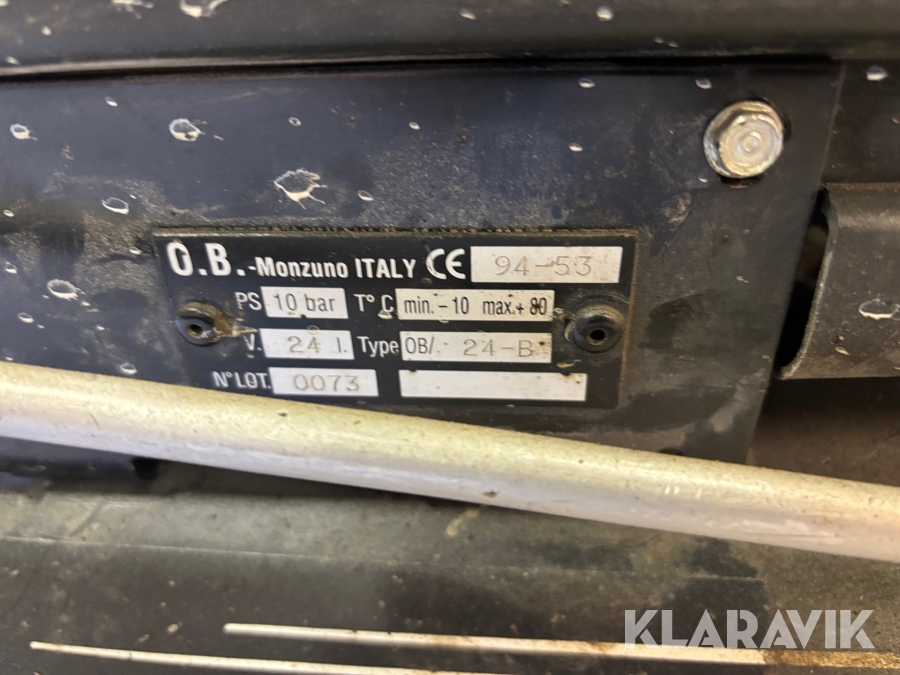 O.B.-Monzuno ITALY CE 94-53
PS 10 bar T° C min.-10 max.+80
V. 24 l. Type OB/. 24-B
N° LOT. 0073
KLARAVIK